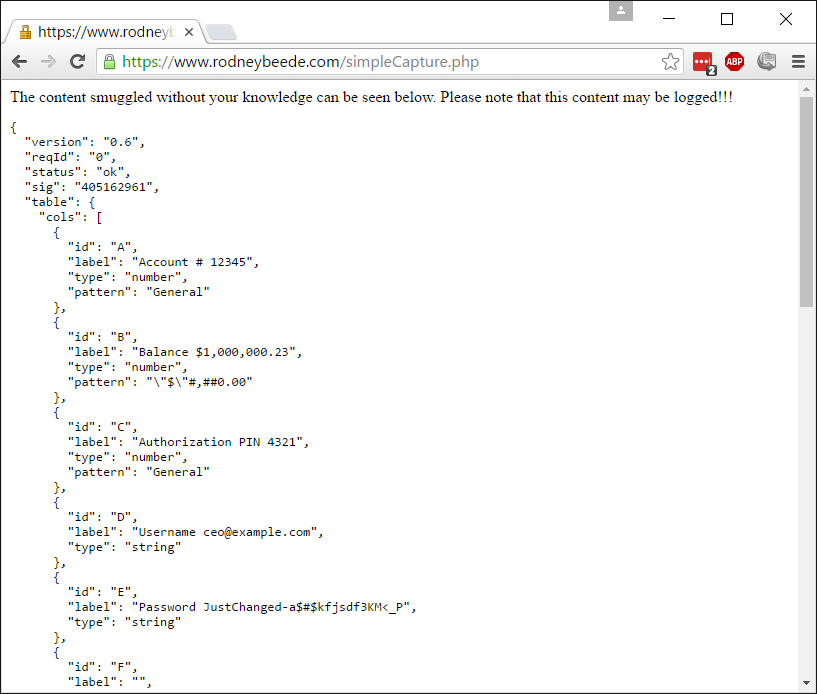 https://www.rodneyb
https://www.rodneybeede.com/simpleCapture.php
2
ABP
The content smuggled without your knowledge can be seen below. Please note that this content may be logged!!!
{
  "version": "0.6",
  "reqId": "0",
  "status": "ok",
  "sig": "405162961",
  "table": {
    "cols": [
      {
        "id": "A",
        "label": "Account # 12345",
        "type": "number",
        "pattern": "General"
      },
      {
        "id": "B",
        "label": "Balance $1,000,000.23",
        "type": "number",
        "pattern": "\"$\"#,##0.00"
      },
      {
        "id": "C",
        "label": "Authorization PIN 4321",
        "type": "number",
        "pattern": "General"
      },
      {
        "id": "D",
        "label": "Username ceo@example.com",
        "type": "string"
      },
      {
        "id": "E",
        "label": "Password JustChanged-a$#$kfjsdf3KM<_P",
        "type": "string"
      },
      {
        "id": "F",
        "label": "",